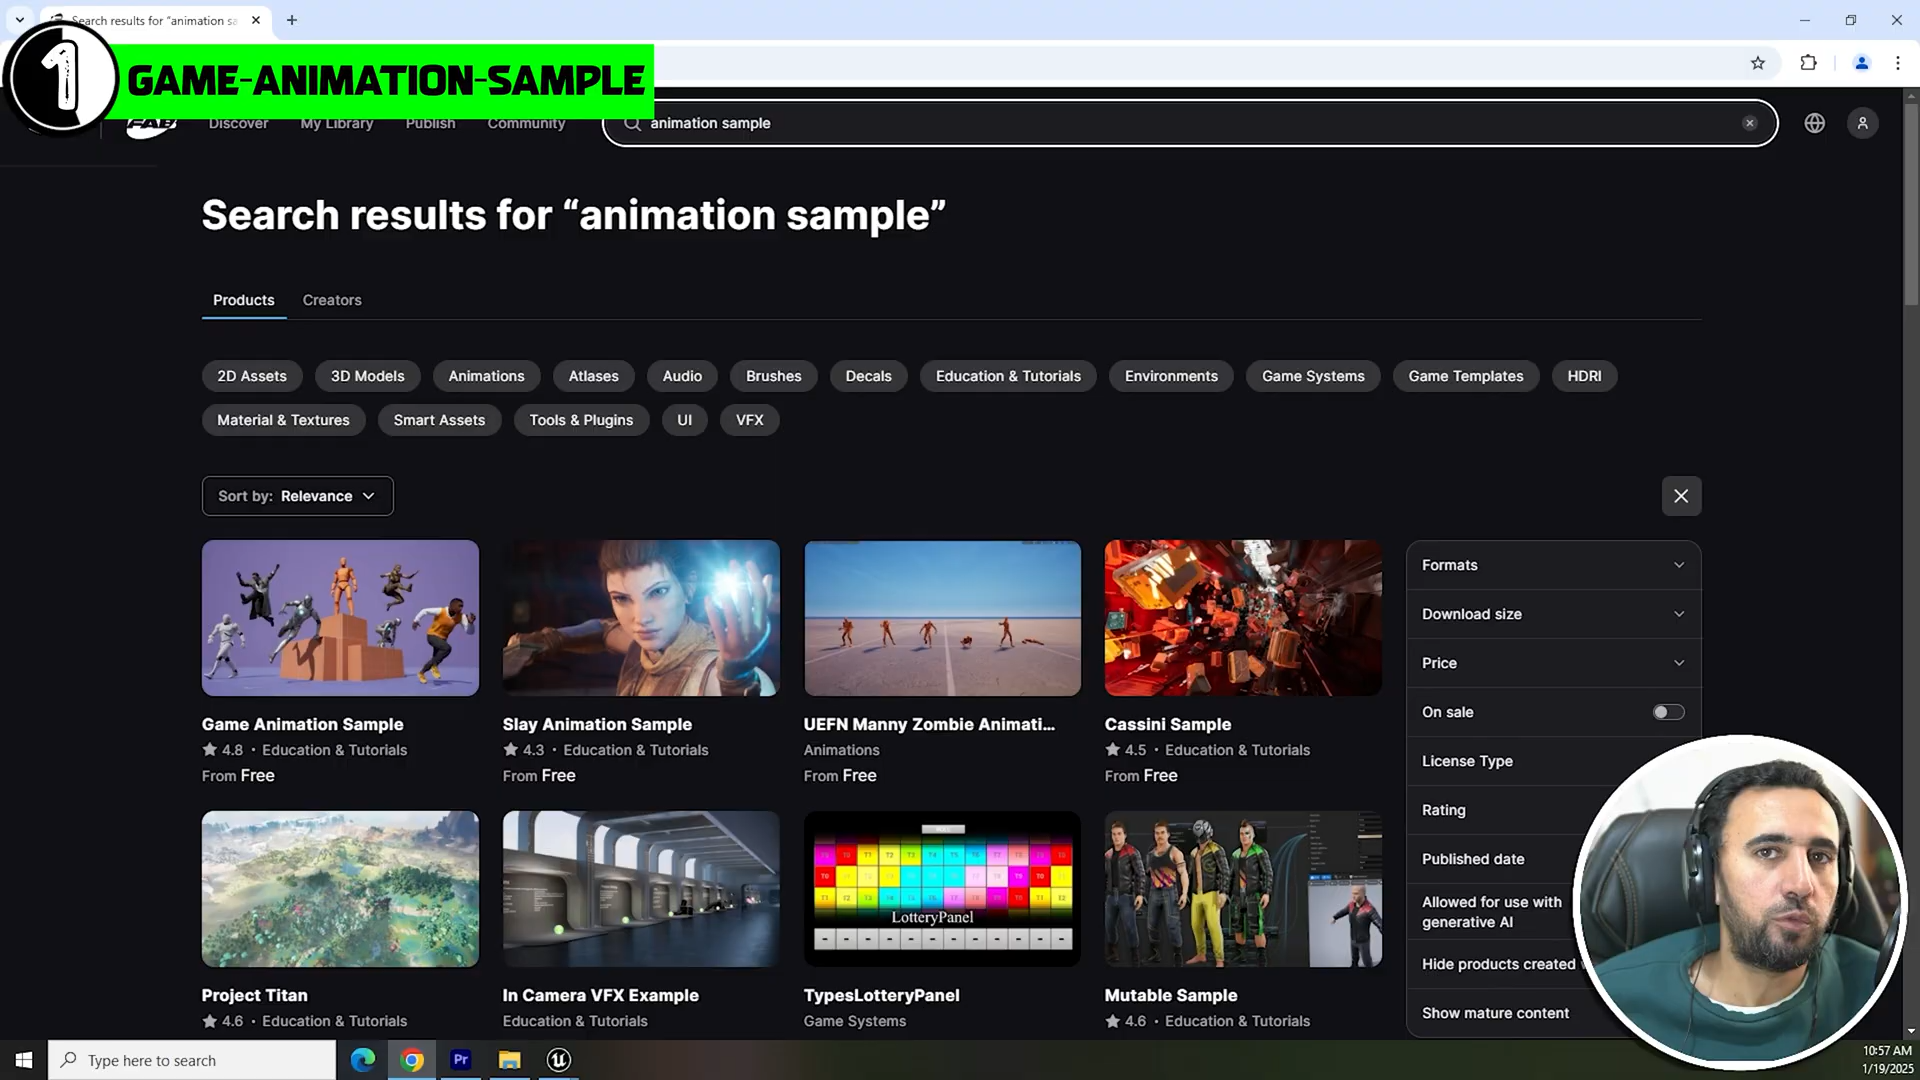 Search results for “animation sa
1
GAME-ANIMATION-SAMPLE
FAB
Discover
My Library
Publish
Community
animation sample
Search results for “animation sample”
Products
Creators
2D Assets
3D Models
Animations
Atlases
Audio
Brushes
Decals
Education & Tutorials
Environments
Game Systems
Game Templates
HDRI
Material & Textures
Smart Assets
Tools & Plugins
UI
VFX
Sort by: Relevance
Formats
Download size
Price
On sale
License Type
Rating
Published date
Allowed for use with
generative AI
Hide products created
Show mature content
Game Animation Sample
4.8 • Education & Tutorials
From Free
Slay Animation Sample
4.3 • Education & Tutorials
From Free
UEFN Manny Zombie Animati...
Animations
From Free
Cassini Sample
4.5 • Education & Tutorials
From Free
LotteryPanel
Project Titan
4.6 • Education & Tutorials
In Camera VFX Example
Education & Tutorials
TypesLotteryPanel
Game Systems
Mutable Sample
4.6 • Education & Tutorials
Type here to search
Pr
10:57 AM
1/19/2025